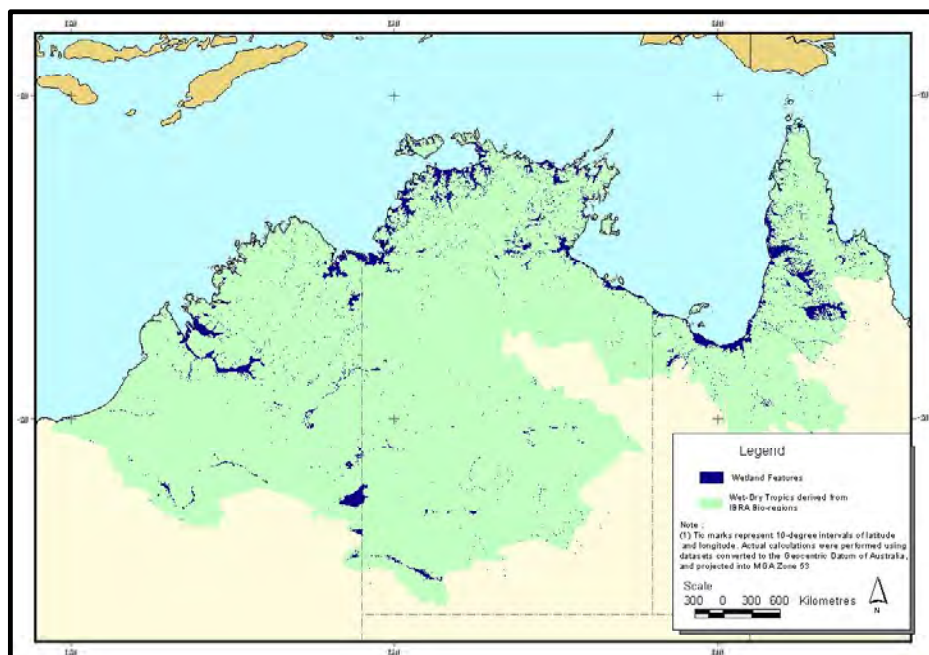 Legend
Wetland Features
Wet-Dry Tropics derived from
IBRA Bio-regions
Note :
(1) Tic marks represent 10-degree intervals of latitude
and longitude. Actual calculations were performed using
datasets converted to the Geocentric Datum of Australia,
and projected into MGA Zone 53
Scale
300 0 300 600 Kilometres
N